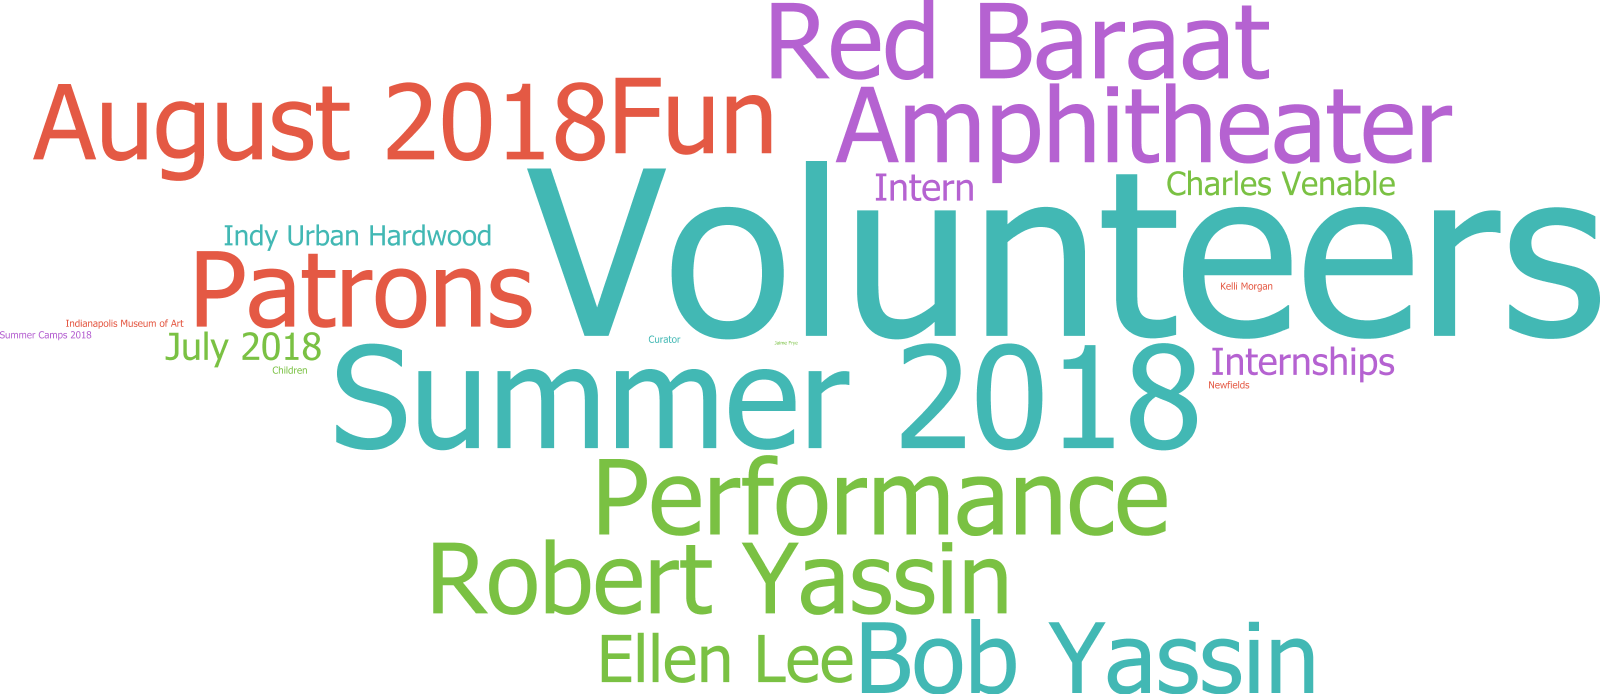 Red Baraat
August 2018
Fun
Amphitheater
Volunteers
Intern
Charles Venable
Indy Urban Hardwood
Patrons
Kelli Morgan
Indianapolis Museum of Art
Summer Camps 2018
July 2018
Curator
Summer 2018
Internships
Children
Newfields
Performance
Robert Yassin
Ellen Lee
Bob Yassin